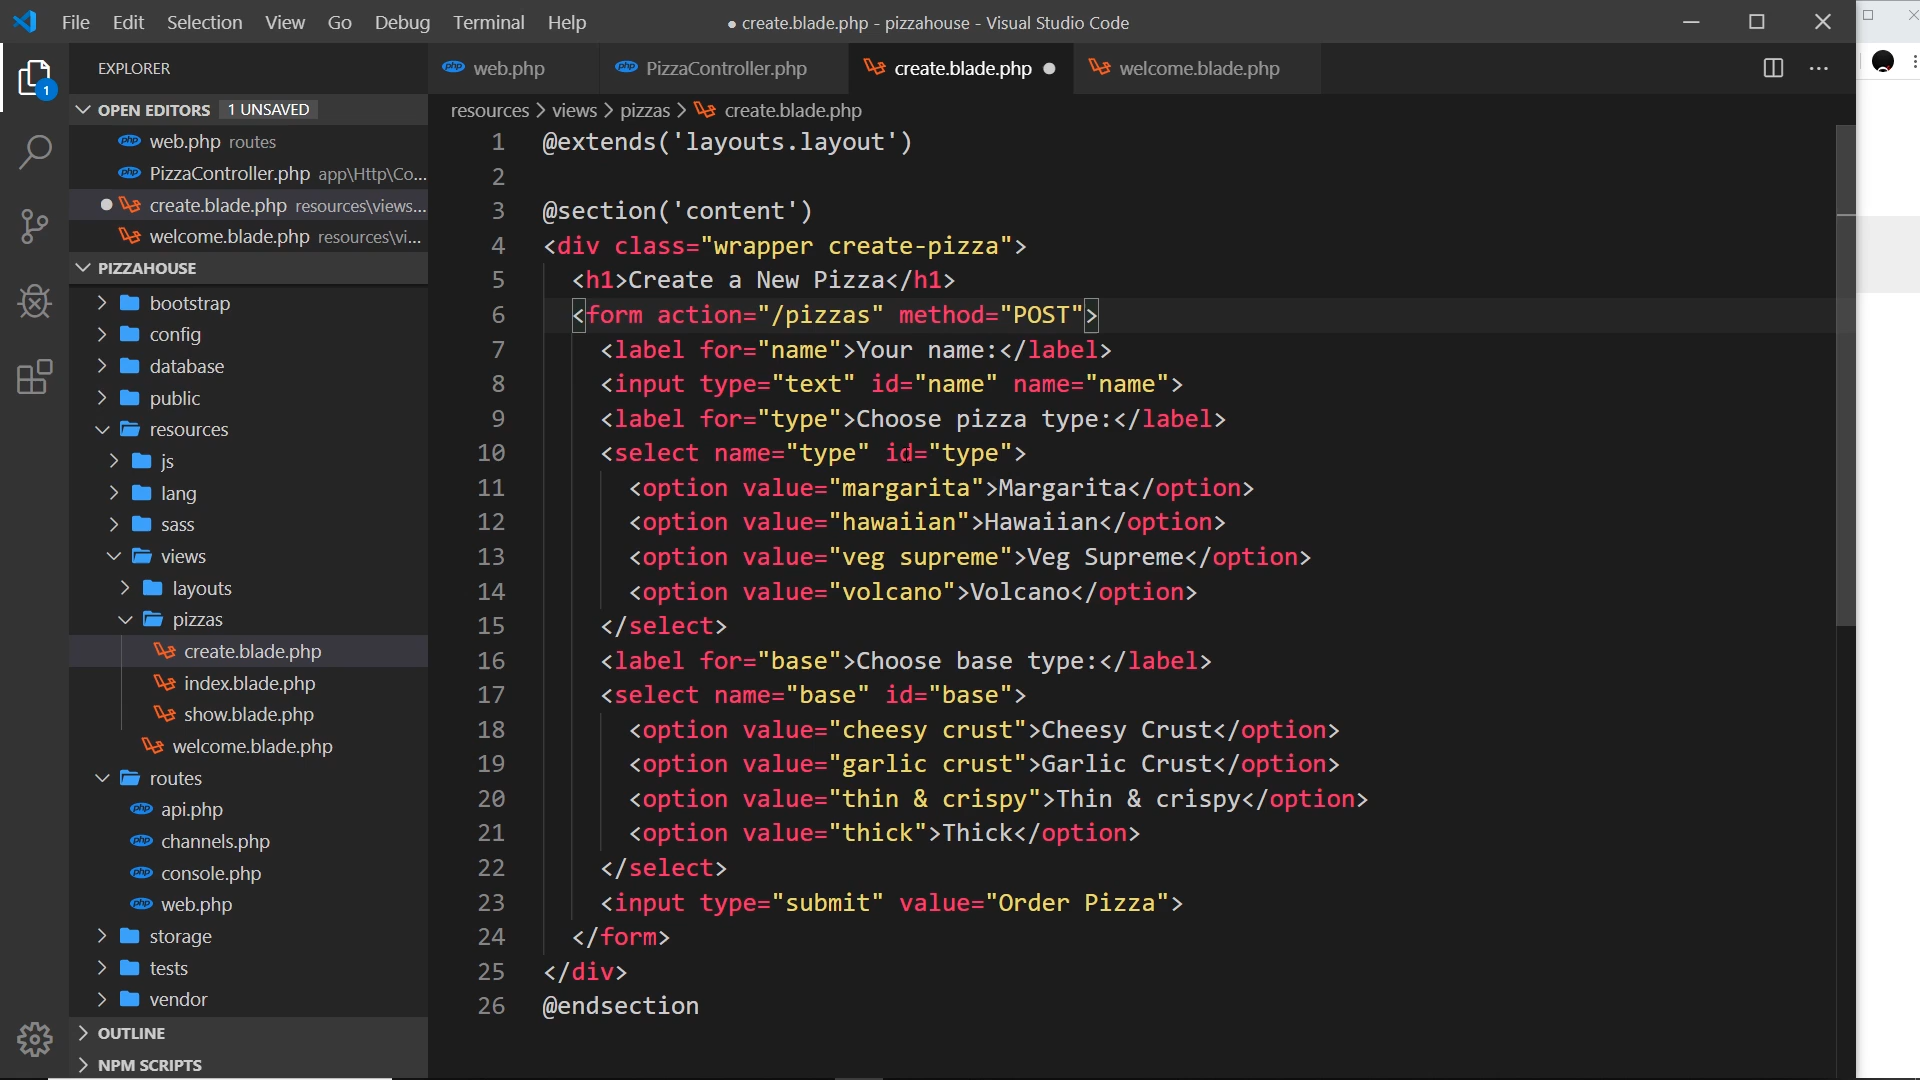 File Edit Selection View Go Debug Terminal Help
● create.blade.php - pizzahouse - Visual Studio Code
EXPLORER
OPEN EDITORS 1 UNSAVED
web.php routes
PizzaController.php app\Http\Co...
create.blade.php resources\views...
welcome.blade.php resources\vi...
PIZZAHOUSE
bootstrap
config
database
public
resources
js
lang
sass
views
layouts
pizzas
create.blade.php
index.blade.php
show.blade.php
welcome.blade.php
routes
api.php
channels.php
console.php
web.php
storage
tests
vendor
OUTLINE
NPM SCRIPTS
1
web.php PizzaController.php create.blade.php welcome.blade.php
resources > views > pizzas > create.blade.php
1 @extends('layouts.layout')
2
3 @section('content')
4 <div class="wrapper create-pizza">
5 <h1>Create a New Pizza</h1>
6 <form action="/pizzas" method="POST">
7 <label for="name">Your name:</label>
8 <input type="text" id="name" name="name">
9 <label for="type">Choose pizza type:</label>
10 <select name="type" id="type">
11 <option value="margarita">Margarita</option>
12 <option value="hawaiian">Hawaiian</option>
13 <option value="veg supreme">Veg Supreme</option>
14 <option value="volcano">Volcano</option>
15 </select>
16 <label for="base">Choose base type:</label>
17 <select name="base" id="base">
18 <option value="cheesy crust">Cheesy Crust</option>
19 <option value="garlic crust">Garlic Crust</option>
20 <option value="thin & crispy">Thin & crispy</option>
21 <option value="thick">Thick</option>
22 </select>
23 <input type="submit" value="Order Pizza">
24 </form>
25 </div>
26 @endsection